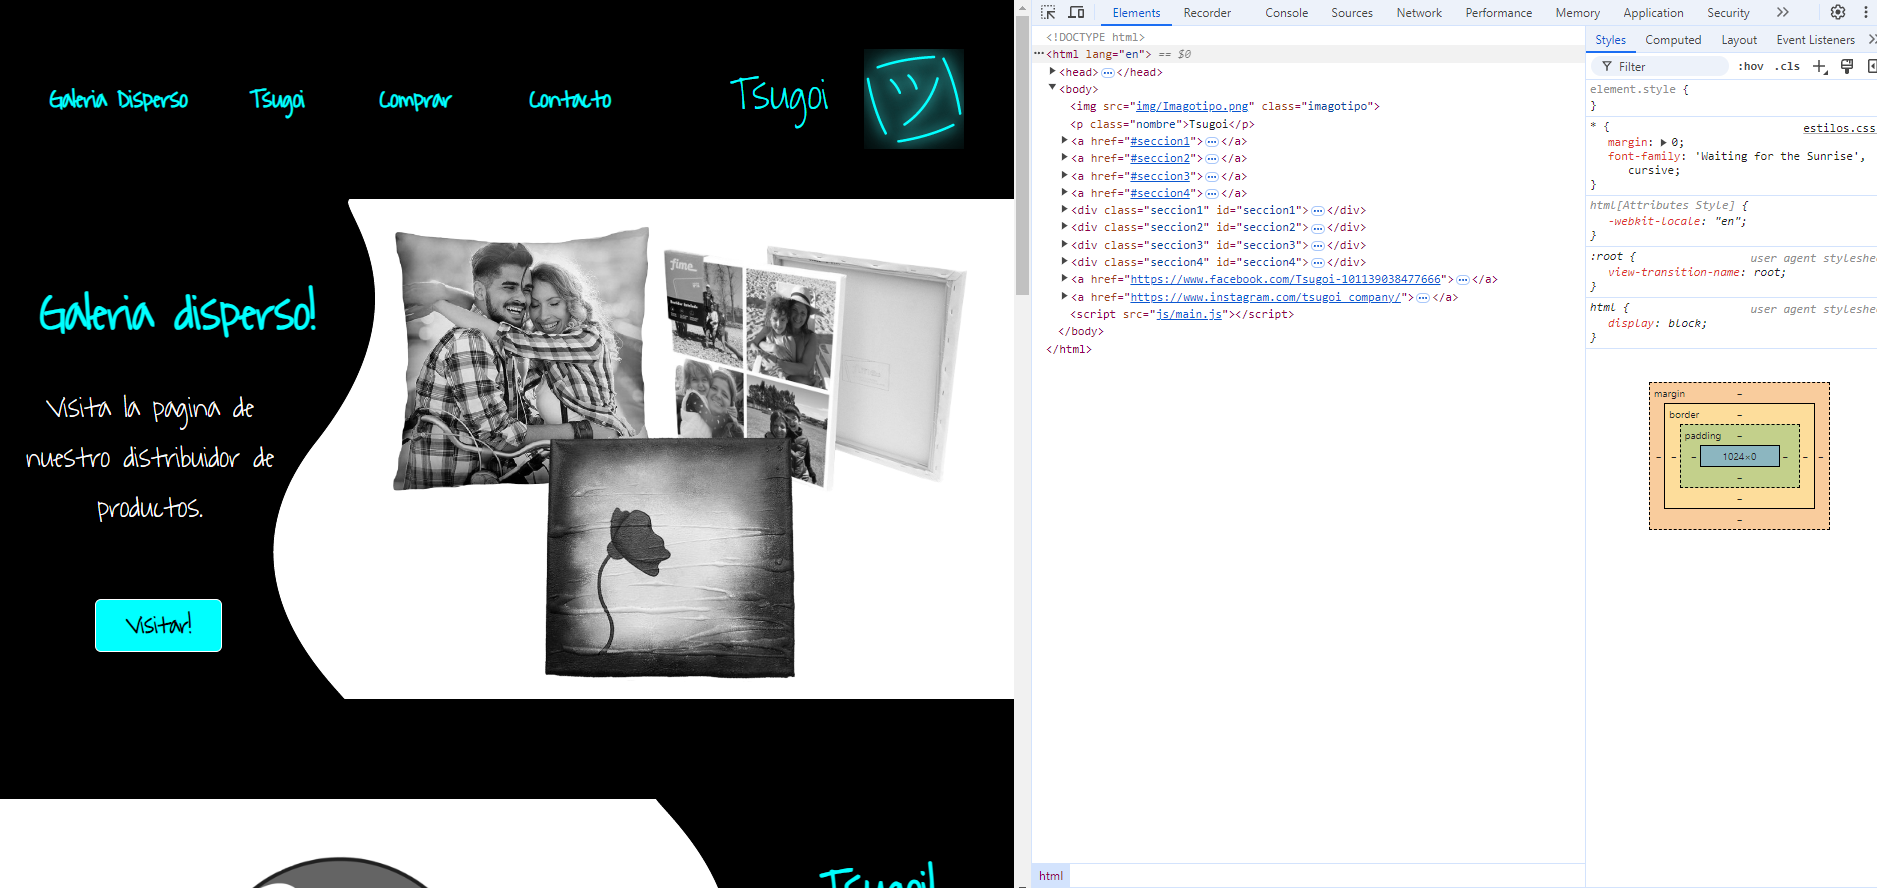 Galeria Disperso
Tsugoi
Comprar
Contacto
Tsugoi
ツ
Galeria disperso!
Visita la pagina de
nuestro distribuidor de
productos.
Visitar!
fime
Tsugoi!
Elements
Recorder
Console
Sources
Network
Performance
Memory
Application
Security
<!DOCTYPE html>
<html lang="en"> == $0
<head> … </head>
<body>
<img src="img/Imagotipo.png" class="imagotipo">
<p class="nombre">Tsugoi</p>
<a href="#seccion1"> … </a>
<a href="#seccion2"> … </a>
<a href="#seccion3"> … </a>
<a href="#seccion4"> … </a>
<div class="seccion1" id="seccion1"> … </div>
<div class="seccion2" id="seccion2"> … </div>
<div class="seccion3" id="seccion3"> … </div>
<div class="seccion4" id="seccion4"> … </div>
<a href="https://www.facebook.com/Tsugoi-101139038477666"> … </a>
<a href="https://www.instagram.com/tsugoi_company/"> … </a>
<script src="js/main.js"></script>
</body>
</html>
html
Styles
Computed
Layout
Event Listeners
Filter
:hov
.cls
element.style {
}
* {
estilos.css
margin: 0;
font-family: 'Waiting for the Sunrise',
cursive;
}
html[Attributes Style] {
-webkit-locale: "en";
}
:root {
user agent styleshe
view-transition-name: root;
}
html {
user agent styleshe
display: block;
}
margin
border
padding
1024×0